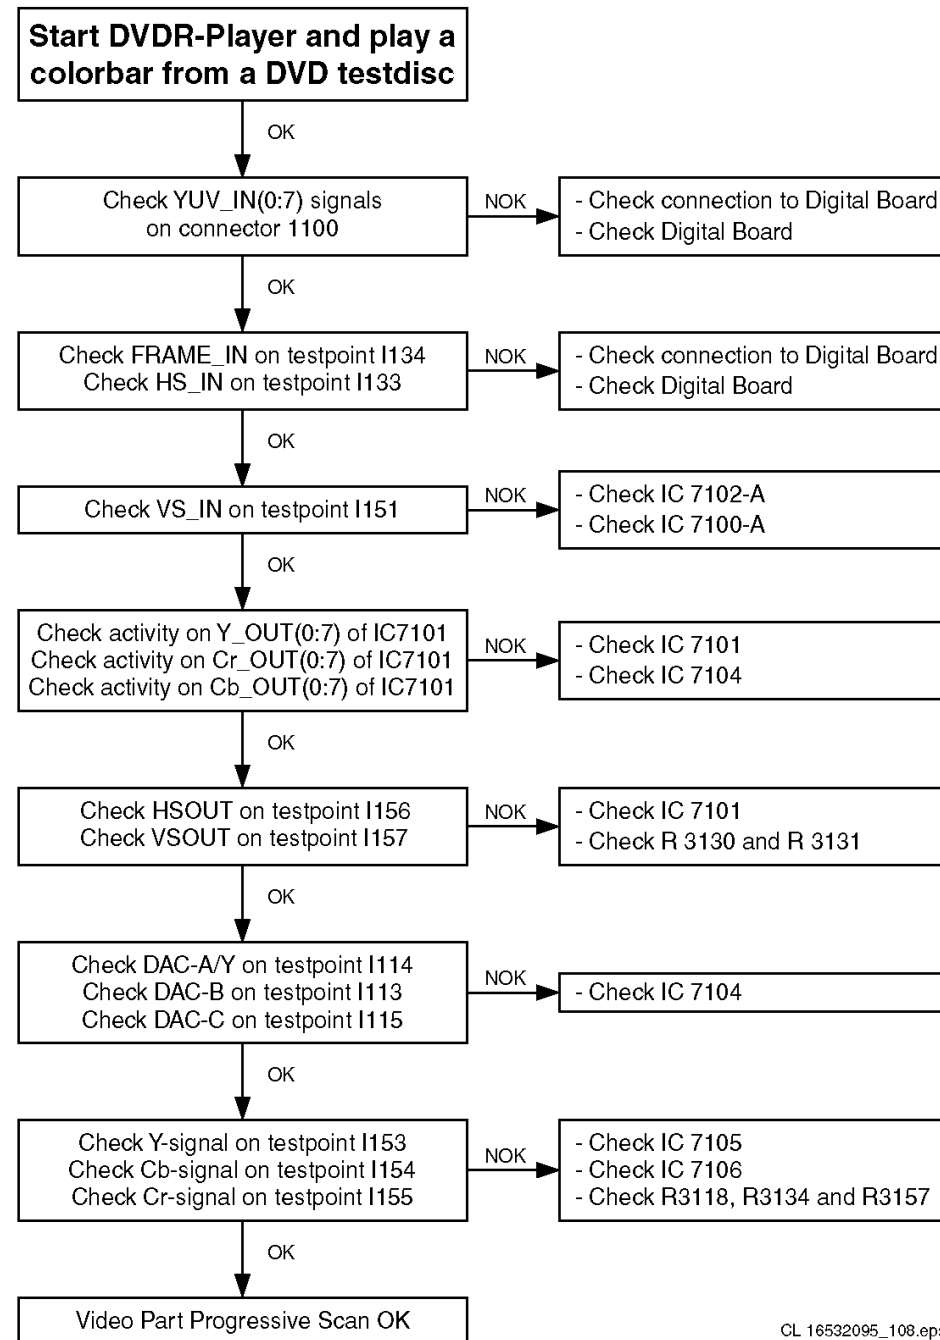 Start DVDR-Player and play a
colorbar from a DVD testdisc
OK
Check YUV_IN(0:7) signals
on connector 1100
NOK
- Check connection to Digital Board
- Check Digital Board
OK
Check FRAME_IN on testpoint I134
Check HS_IN on testpoint I133
NOK
- Check connection to Digital Board
- Check Digital Board
OK
Check VS_IN on testpoint I151
NOK
- Check IC 7102-A
- Check IC 7100-A
OK
Check activity on Y_OUT(0:7) of IC7101
Check activity on Cr_OUT(0:7) of IC7101
Check activity on Cb_OUT(0:7) of IC7101
NOK
- Check IC 7101
- Check IC 7104
OK
Check HSOUT on testpoint I156
Check VSOUT on testpoint I157
NOK
- Check IC 7101
- Check R 3130 and R 3131
OK
Check DAC-A/Y on testpoint I114
Check DAC-B on testpoint I113
Check DAC-C on testpoint I115
NOK
- Check IC 7104
OK
Check Y-signal on testpoint I153
Check Cb-signal on testpoint I154
Check Cr-signal on testpoint I155
NOK
- Check IC 7105
- Check IC 7106
- Check R3118, R3134 and R3157
OK
Video Part Progressive Scan OK
CL 16532095_108.eps